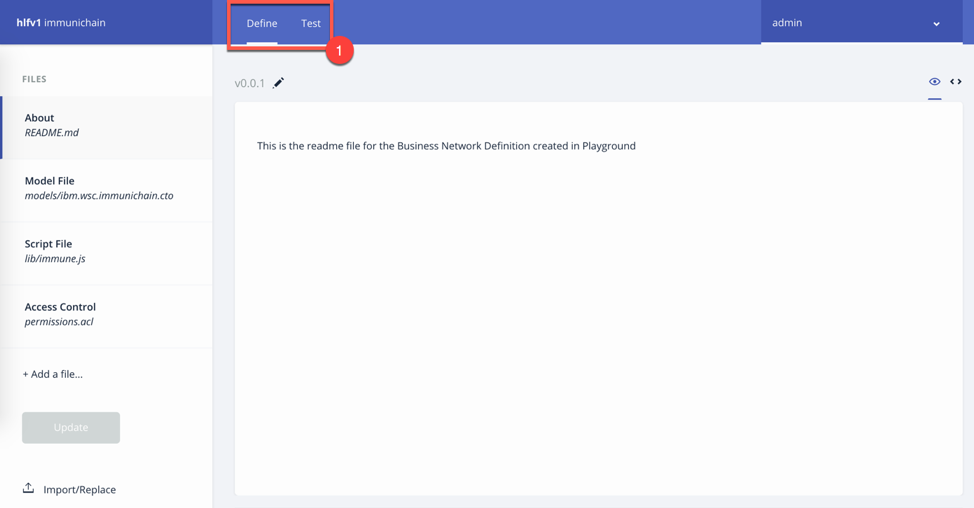 hlfv1 immunichain
Define Test
admin
1
FILES
v0.0.1
About
README.md
This is the readme file for the Business Network Definition created in Playground
Model File
models/ibm.wsc.immunichain.cto
Script File
lib/immune.js
Access Control
permissions.acl
+ Add a file...
Update
Import/Replace